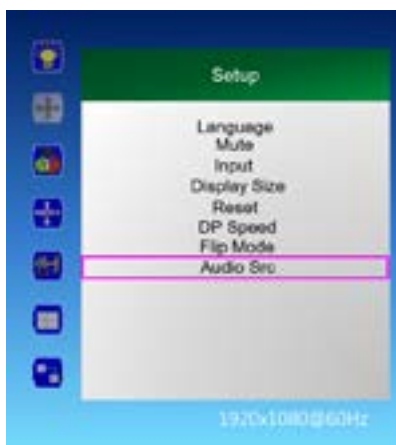 Setup
Language
Mute
Input
Display Size
Reset
DP Speed
Flip Mode
Audio Src
1920x1080@60Hz